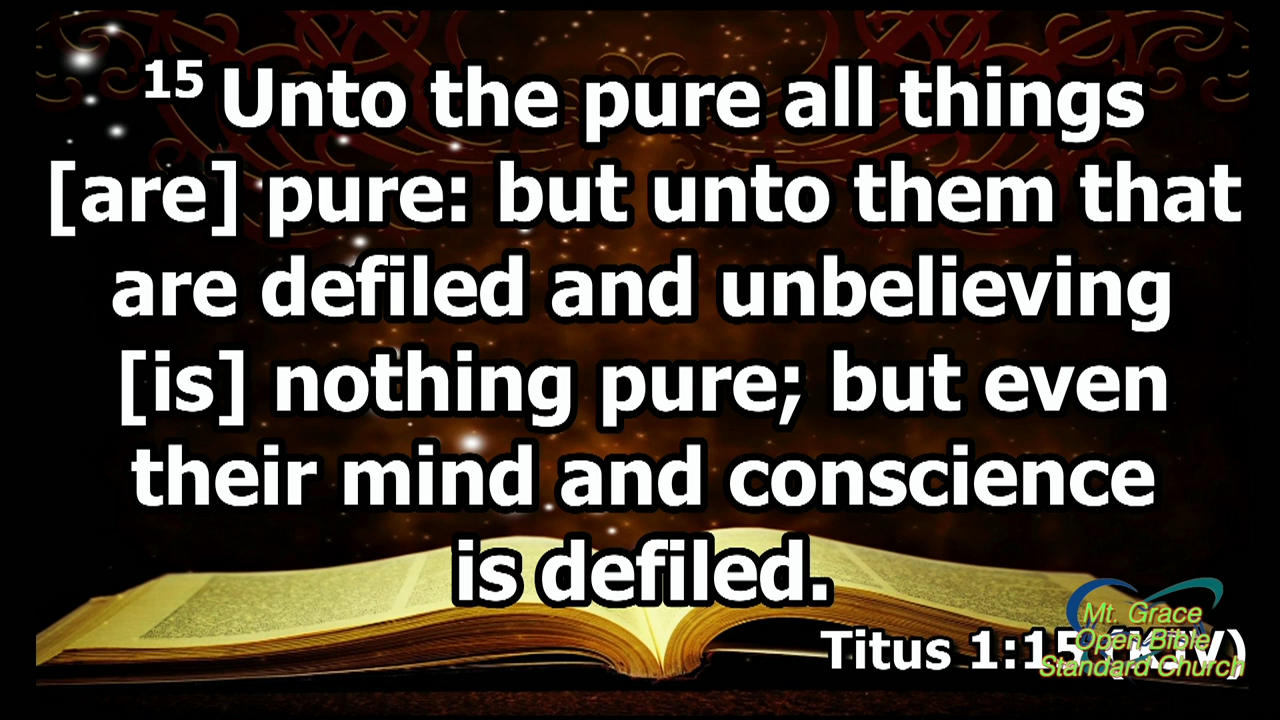 15 Unto the pure all things
[are] pure: but unto them that
are defiled and unbelieving
[is] nothing pure; but even
their mind and conscience
is defiled.
Titus 1:15 (KJV)
Mt. Grace
Open Bible
Standard Church